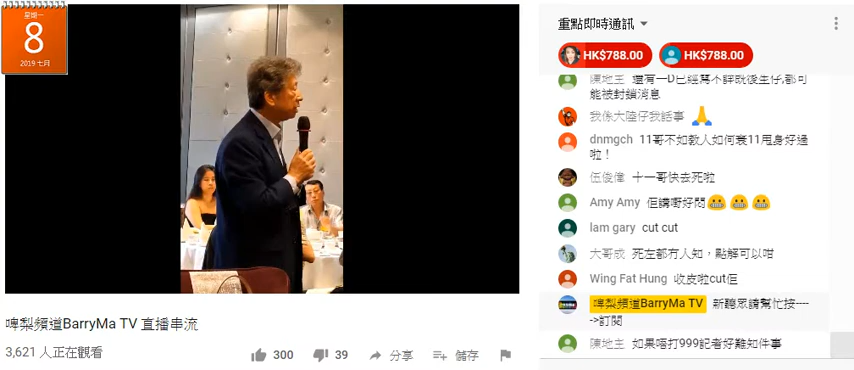 星期一
8
2019 七月
重點即時通訊
HK$788.00
HK$788.00
陳地主 還有一D已經罵不詳既後生仔,都可
能被封鎖消息
我係大陸仔我話事 🙏
dnmgch 11哥不如教人如何衰11甩身好過
啦！
伍俊偉 十一哥快去死啦
Amy Amy 佢講嘢好悶😬😬😬
lam gary cut cut
大哥成 死左都冇人知，點解可以咁
Wing Fat Hung 收皮啦cut佢
啤梨頻道BarryMa TV 新聽眾請幫忙按----
-->訂閱
陳地主 如果唔打999記者好難知件事
啤梨頻道BarryMa TV 直播串流
3,621 人正在觀看
300
39
分享
儲存